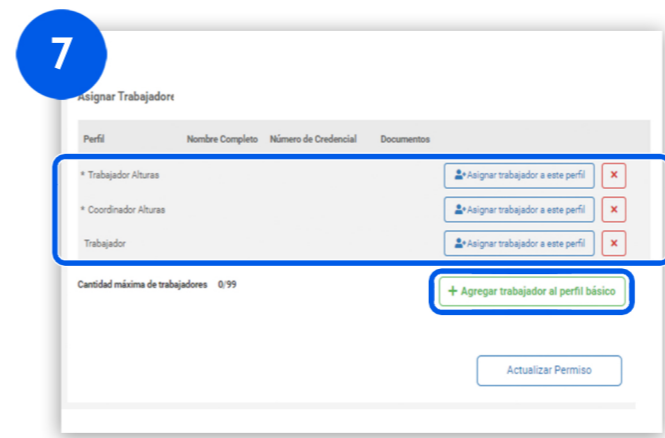 7
Asignar Trabajadore
Perfil Nombre Completo Número de Credencial Documentos
* Trabajador Alturas Asignar trabajador a este perfil ×
* Coordinador Alturas Asignar trabajador a este perfil ×
Trabajador Asignar trabajador a este perfil ×
Cantidad máxima de trabajadores 0/99
+ Agregar trabajador al perfil básico
Actualizar Permiso